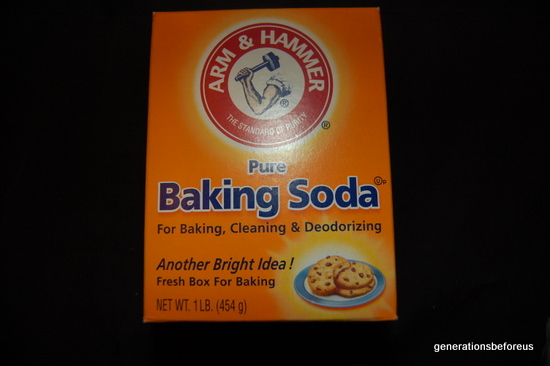 ARM & HAMMER
®
THE STANDARD OF PURITY
®
Pure
Baking Soda
For Baking, Cleaning & Deodorizing
Another Bright Idea!
Fresh Box For Baking
NET WT. 1 LB. (454 g)
generationsbeforeus